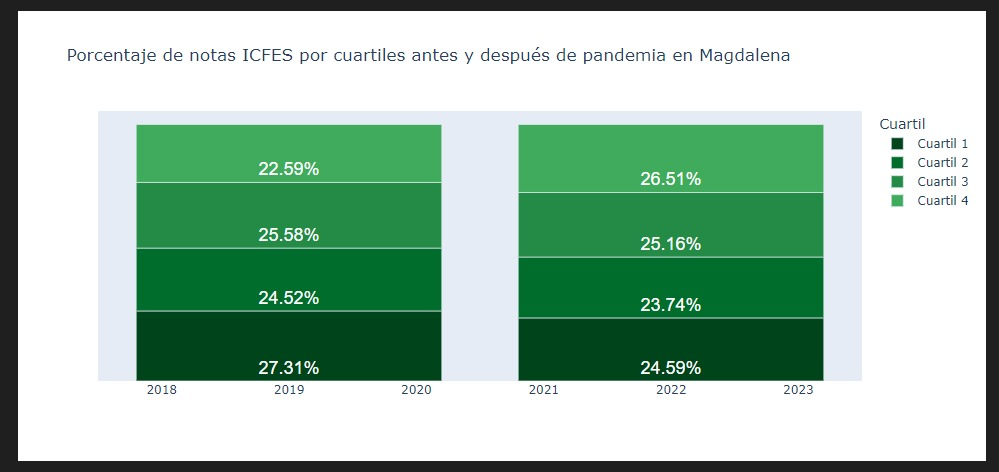 Porcentaje de notas ICFES por cuartiles antes y después de pandemia en Magdalena
Cuartil
Cuartil 1
Cuartil 2
Cuartil 3
Cuartil 4
22.59%
26.51%
25.58%
25.16%
24.52%
23.74%
27.31%
24.59%
2018 2019 2020 2021 2022 2023